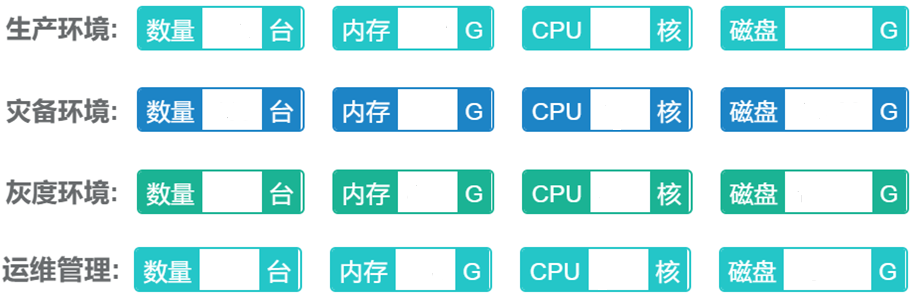 生产环境: 数量 台 内存 G CPU 核 磁盘 G
灾备环境: 数量 台 内存 G CPU 核 磁盘 G
灰度环境: 数量 台 内存 G CPU 核 磁盘 G
运维管理: 数量 台 内存 G CPU 核 磁盘 G